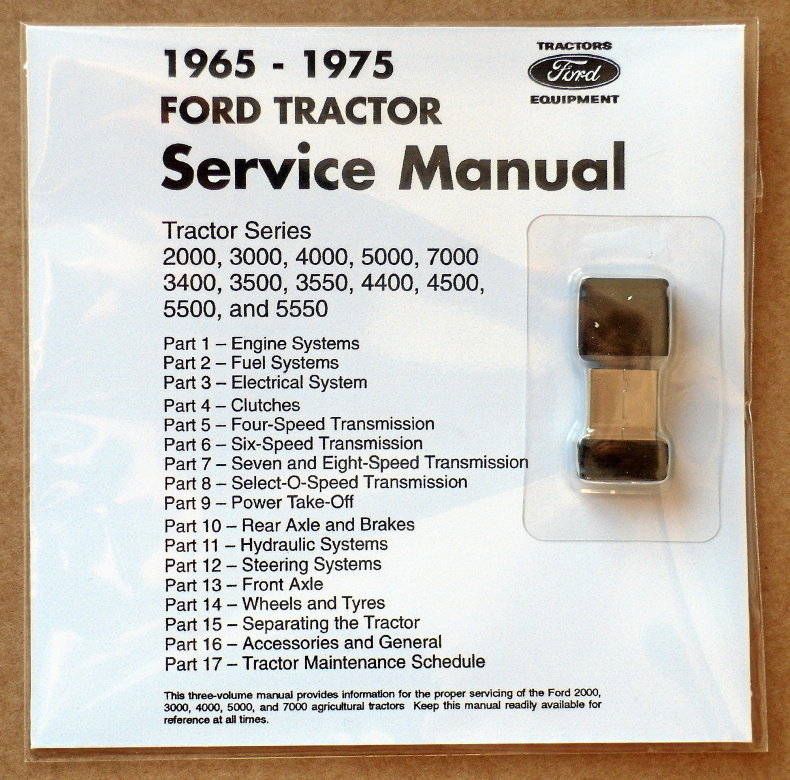 1965 - 1975
FORD TRACTOR
Service Manual
TRACTORS
Ford
EQUIPMENT
Tractor Series
2000, 3000, 4000, 5000, 7000
3400, 3500, 3550, 4400, 4500,
5500, and 5550
Part 1 – Engine Systems
Part 2 – Fuel Systems
Part 3 – Electrical System
Part 4 – Clutches
Part 5 – Four-Speed Transmission
Part 6 – Six-Speed Transmission
Part 7 – Seven and Eight-Speed Transmission
Part 8 – Select-O-Speed Transmission
Part 9 – Power Take-Off
Part 10 – Rear Axle and Brakes
Part 11 – Hydraulic Systems
Part 12 – Steering Systems
Part 13 – Front Axle
Part 14 – Wheels and Tyres
Part 15 – Separating the Tractor
Part 16 – Accessories and General
Part 17 – Tractor Maintenance Schedule
This three-volume manual provides information for the proper servicing of the Ford 2000,
3000, 4000, 5000, and 7000 agricultural tractors Keep this manual readily available for
reference at all times.